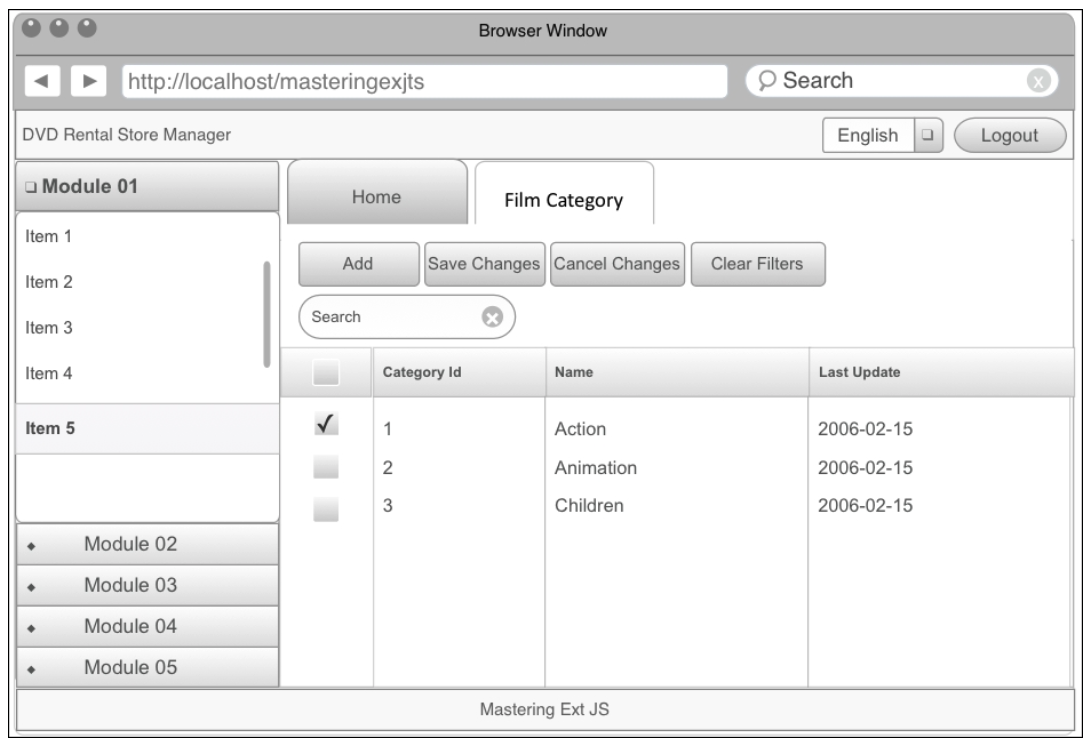 Browser Window
http://localhost/masteringexjts
Search
x
DVD Rental Store Manager
English
Logout
Module 01
Item 1
Item 2
Item 3
Item 4
Item 5
Module 02
Module 03
Module 04
Module 05
Home
Film Category
Add
Save Changes
Cancel Changes
Clear Filters
Search
Category Id
Name
Last Update
1
Action
2006-02-15
2
Animation
2006-02-15
3
Children
2006-02-15
Mastering Ext JS